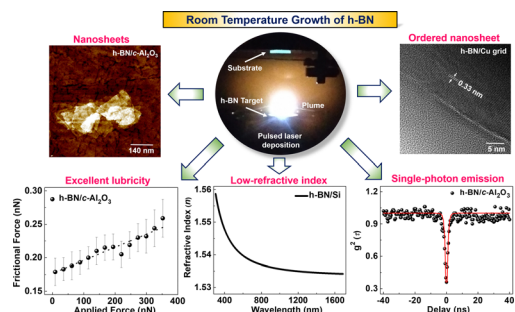 Room Temperature Growth of h-BN
Nanosheets
h-BN/c-Al₂O₃
140 nm
Substrate
h-BN Target
Plume
Pulsed laser
deposition
Ordered nanosheet
h-BN/Cu grid
0.33 nm
5 nm
Excellent lubricity
h-BN/c-Al₂O₃
Frictional Force (nN)
0.30
0.25
0.20
0.15
0 100 200 300 400
Applied Force (nN)
Low-refractive index
h-BN/Si
Refractive Index (n)
1.56
1.54
1.53
400 800 1200 1600
Wavelength (nm)
Single-photon emission
h-BN/c-Al₂O₃
g² (τ)
1.2
0.9
0.6
0.3
-40 -20 0 20 40
Delay (ns)